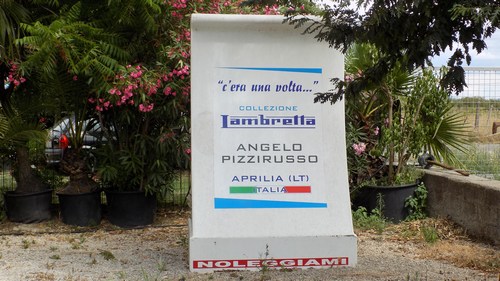 "c'era una volta..."
COLLEZIONE
Lambretta
ANGELO
PIZZIRUSSO
APRILIA (LT)
ITALIA
NOLEGGIAMI